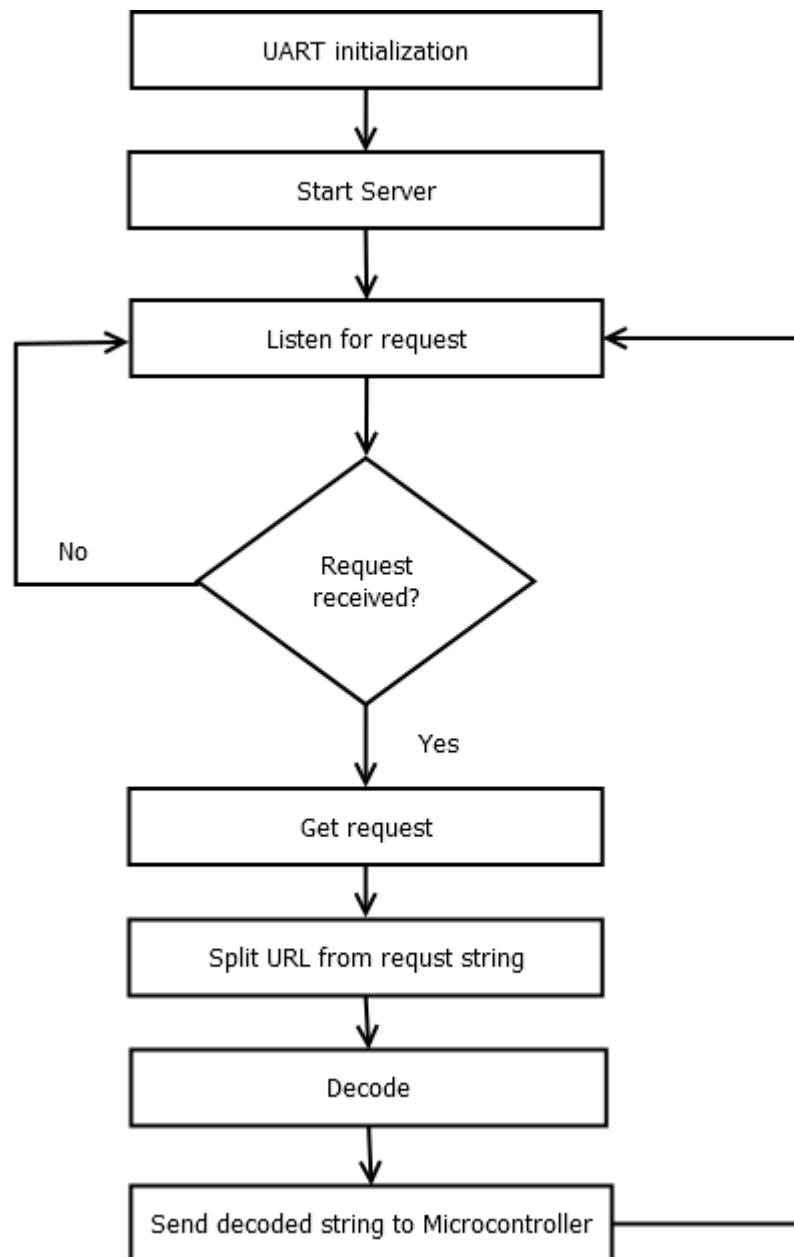 UART initialization
Start Server
Listen for request
No
Request
received?
Yes
Get request
Split URL from requst string
Decode
Send decoded string to Microcontroller